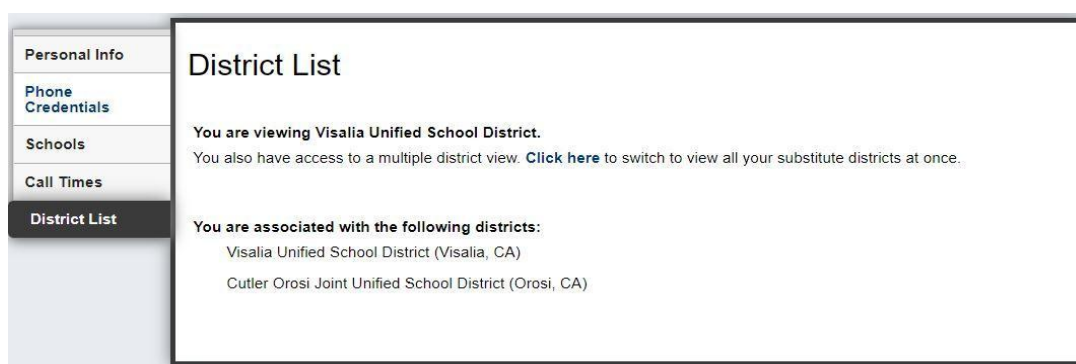 Personal Info
Phone
Credentials
Schools
Call Times
District List
District List
You are viewing Visalia Unified School District.
You also have access to a multiple district view. Click here to switch to view all your substitute districts at once.
You are associated with the following districts:
Visalia Unified School District (Visalia, CA)
Cutler Orosi Joint Unified School District (Orosi, CA)